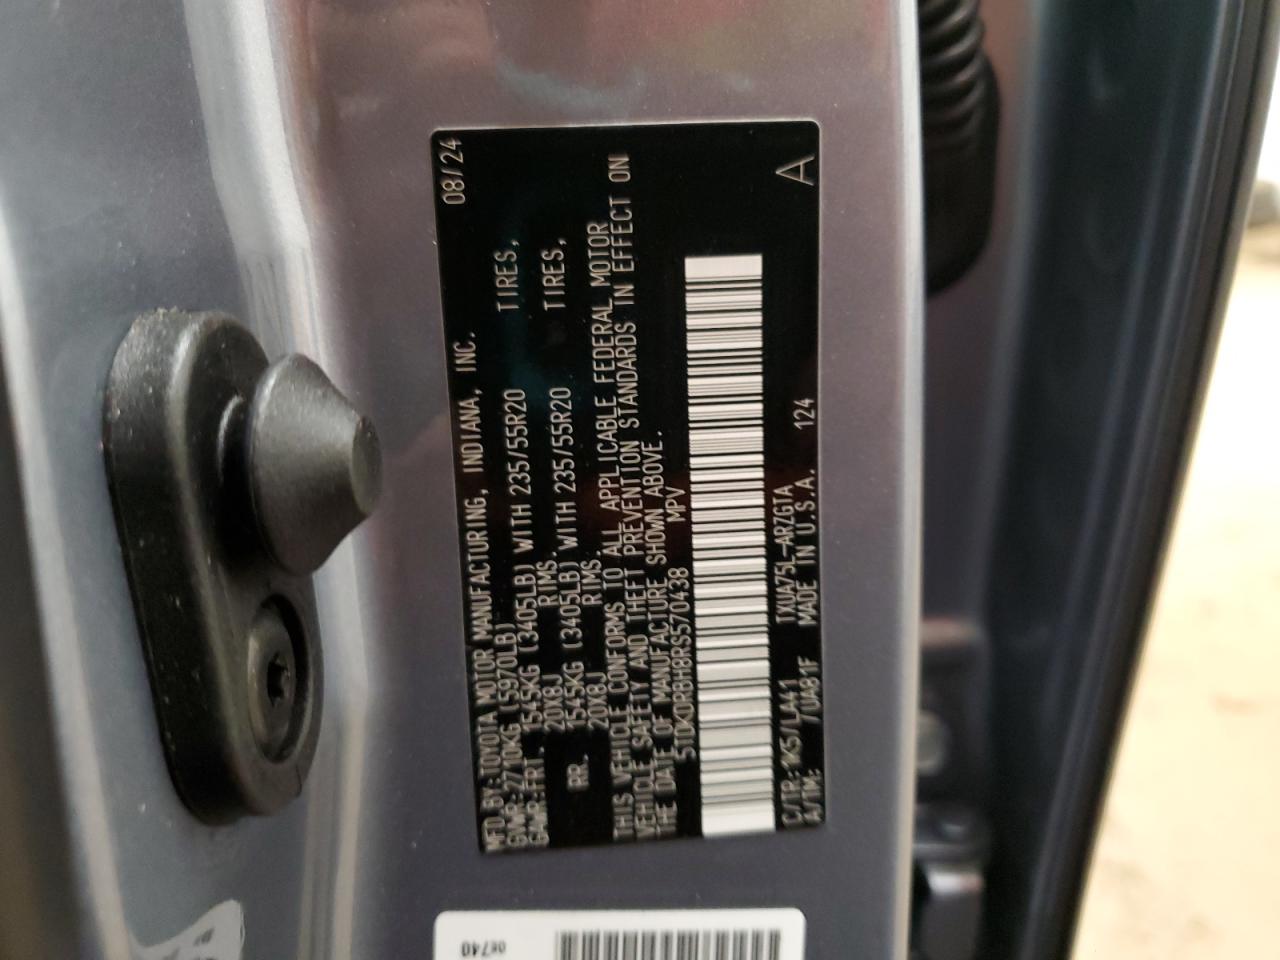 MFD.BY:TOYOTA MOTOR MANUFACTURING, INDIANA, INC. 08/24
GVWR:2710KG (5970LB)
GAWR:FRT. 1545KG (3405LB) WITH 235/55R20 TIRES,
20X8J RIMS.
RR. 1545KG (3405LB) WITH 235/55R20 TIRES,
20X8J RIMS.
THIS VEHICLE CONFORMS TO ALL APPLICABLE FEDERAL MOTOR
VEHICLE SAFETY AND THEFT PREVENTION STANDARDS IN EFFECT ON
THE DATE OF MANUFACTURE SHOWN ABOVE.
5TDKDRBH8RS570438 MPV
C/TR:1K5/LA41 TXUA75L-ARZGTA
A/TM: /UA81F MADE IN U.S.A. 124
A
0E740